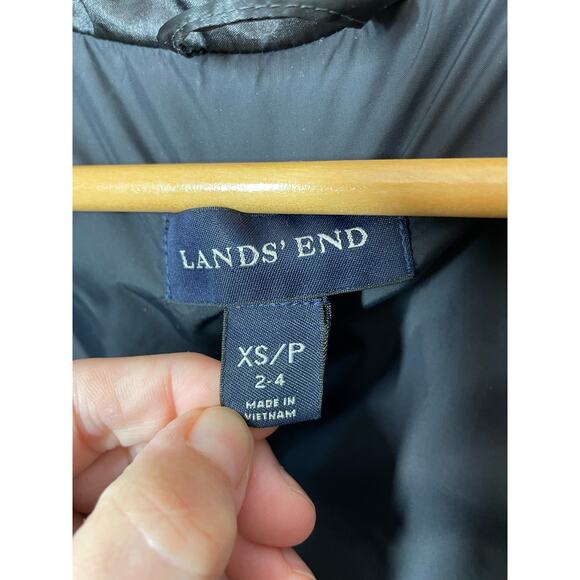 LANDS' END
XS/P
2-4
MADE IN
VIETNAM